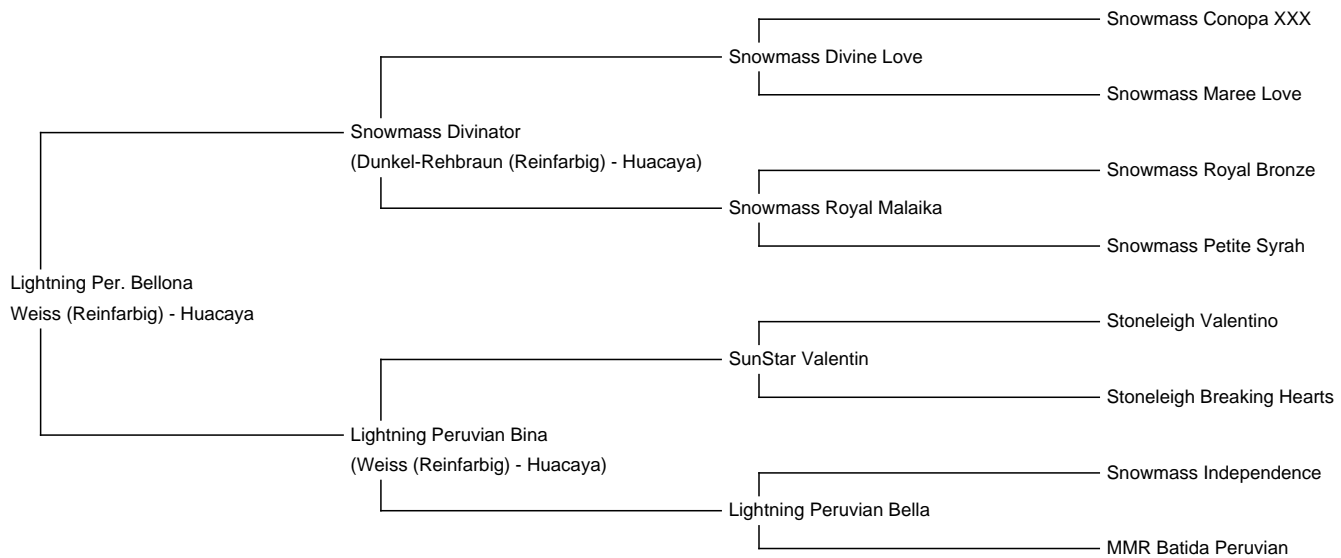 Snowmass Conopa XXX
Snowmass Divine Love
Snowmass Maree Love
Snowmass Divinator
(Dunkel-Rehbraun (Reinfarbig) - Huacaya)
Snowmass Royal Bronze
Snowmass Royal Malaika
Snowmass Petite Syrah
Lightning Per. Bellona
Weiss (Reinfarbig) - Huacaya
Stoneleigh Valentino
SunStar Valentin
Stoneleigh Breaking Hearts
Lightning Peruvian Bina
(Weiss (Reinfarbig) - Huacaya)
Snowmass Independence
Lightning Peruvian Bella
MMR Batida Peruvian